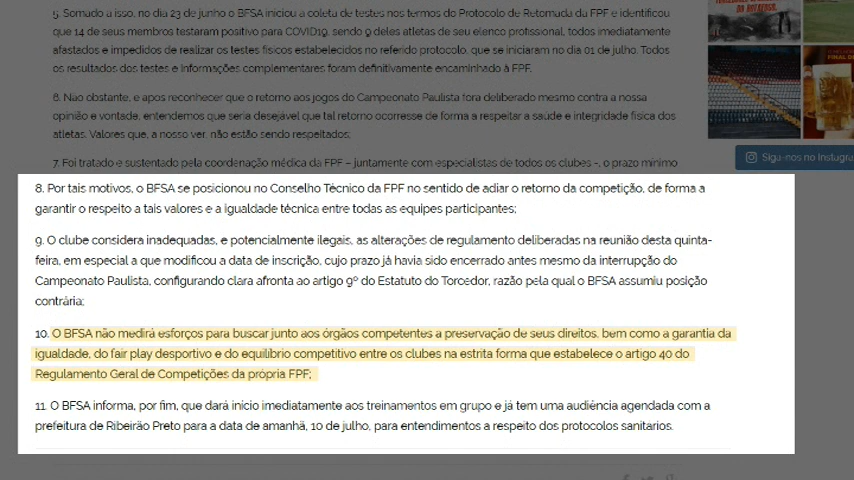 5. Somado a isso, no dia 23 de junho o BFSA iniciou a coleta de testes nos termos do Protocolo de Retomada da FPF e identificou
que 14 de seus membros testaram positivo para COVID19, sendo 9 deles atletas de seu elenco profissional, todos imediatamente
afastados e impedidos de realizar os testes físicos estabelecidos no referido protocolo, que se iniciaram no dia 01 de julho. Todos
os resultados dos testes e informações complementares foram definitivamente encaminhado à FPF.
8. Não obstante, e apos reconhecer que o retorno aos jogos do Campeonato Paulista fora deliberado mesmo contra a nossa
opinião e vontade, entendemos que seria desejável que tal retorno ocorresse de forma a respeitar a saúde e integridade física dos
atletas. Valores que, a nosso ver, não estão sendo respeitados;
7. Foi tratado e sustentado pela coordenação médica da FPF – juntamente com especialistas de todos os clubes -, o prazo mínimo
8. Por tais motivos, o BFSA se posicionou no Conselho Técnico da FPF no sentido de adiar o retorno da competição, de forma a
garantir o respeito a tais valores e a igualdade técnica entre todas as equipes participantes;
9. O clube considera inadequadas, e potencialmente ilegais, as alterações de regulamento deliberadas na reunião desta quinta-
feira, em especial a que modificou a data de inscrição, cujo prazo já havia sido encerrado antes mesmo da interrupção do
Campeonato Paulista, configurando clara afronta ao artigo 9º do Estatuto do Torcedor, razão pela qual o BFSA assumiu posição
contrária;
10. O BFSA não medirá esforços para buscar junto aos órgãos competentes a preservação de seus direitos, bem como a garantia da
igualdade, do fair play desportivo e do equilíbrio competitivo entre os clubes na estrita forma que estabelece o artigo 40 do
Regulamento Geral de Competições da própria FPF;
11. O BFSA informa, por fim, que dará início imediatamente aos treinamentos em grupo e já tem uma audiência agendada com a
prefeitura de Ribeirão Preto para a data de amanhã, 10 de julho, para entendimentos a respeito dos protocolos sanitarios.
FINAL D
Siga-nos no Instagra